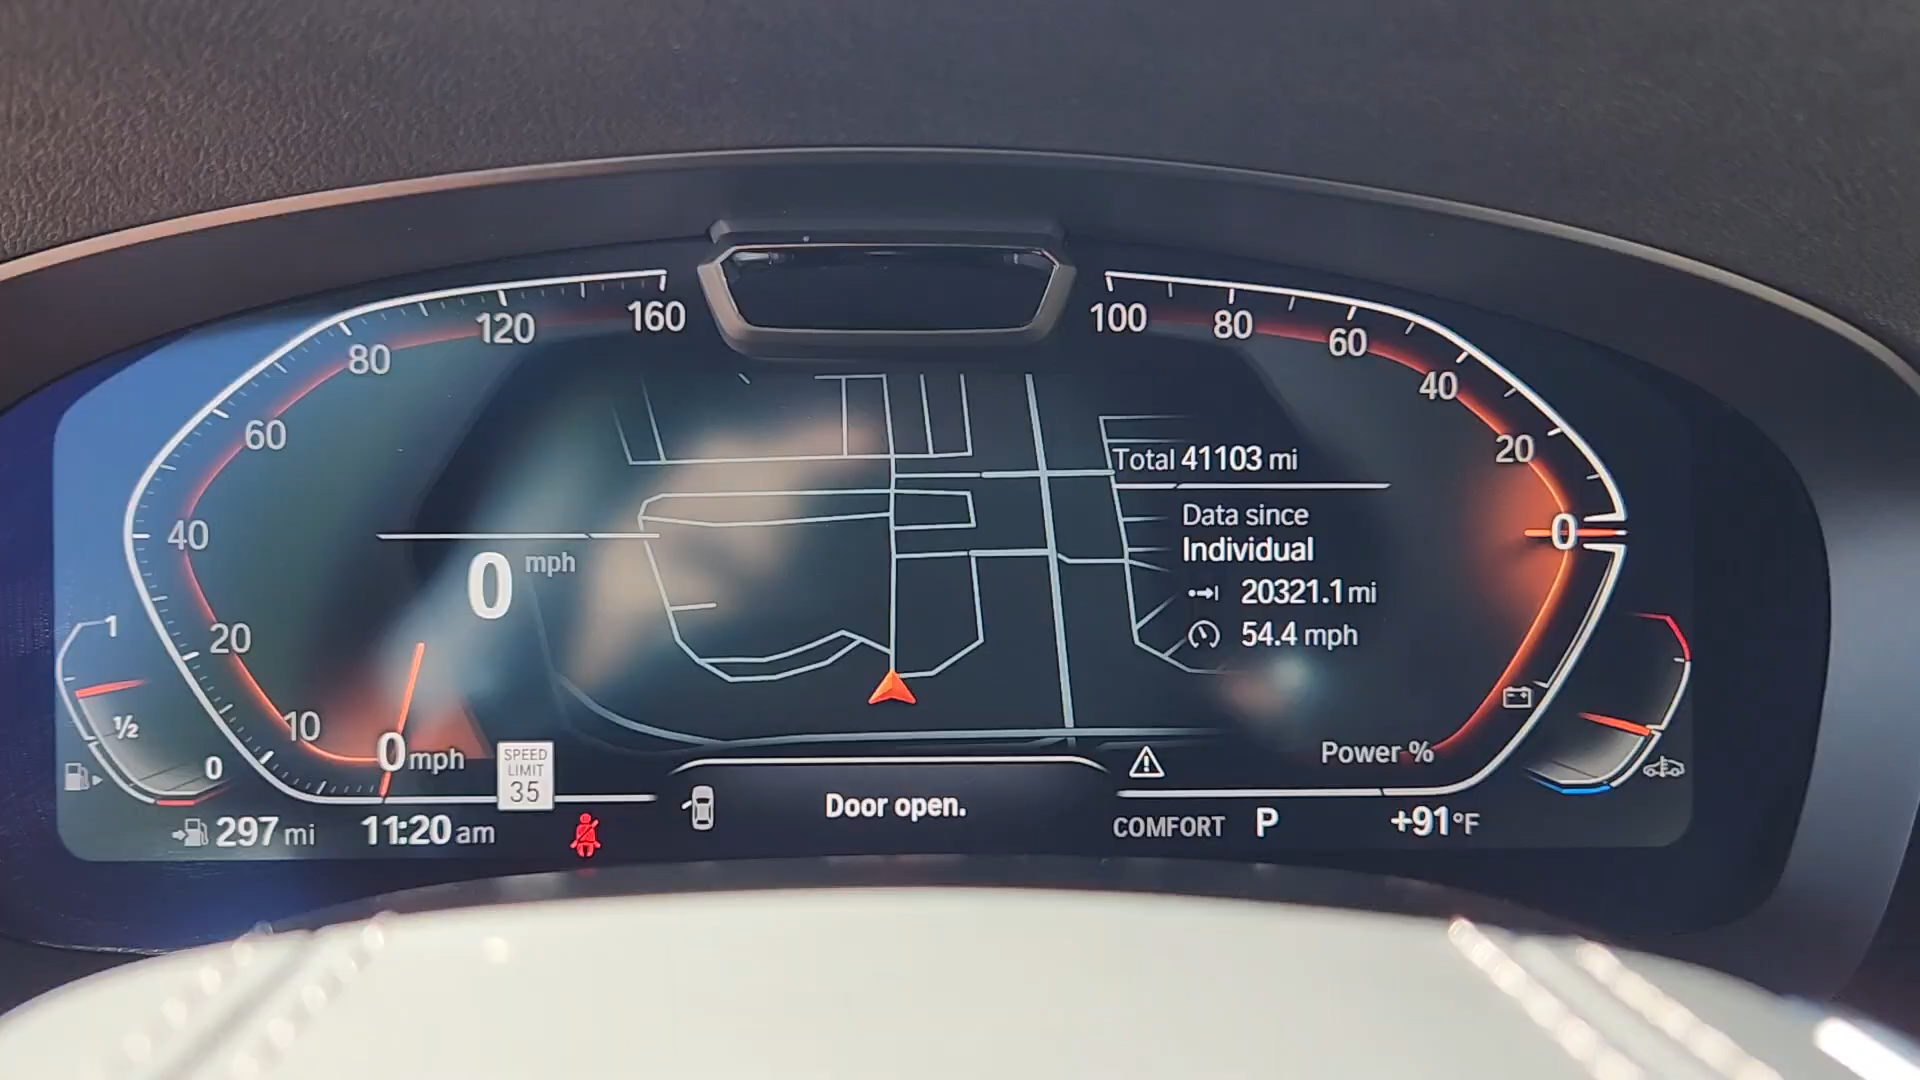 160
120
80
60
40
20
10
0 mph
0 mph
SPEED
LIMIT
35
1
½
0
297 mi
11:20 am
Door open.
100
80
60
40
20
0
Total 41103 mi
Data since
Individual
20321.1 mi
54.4 mph
Power %
COMFORT P
+91°F